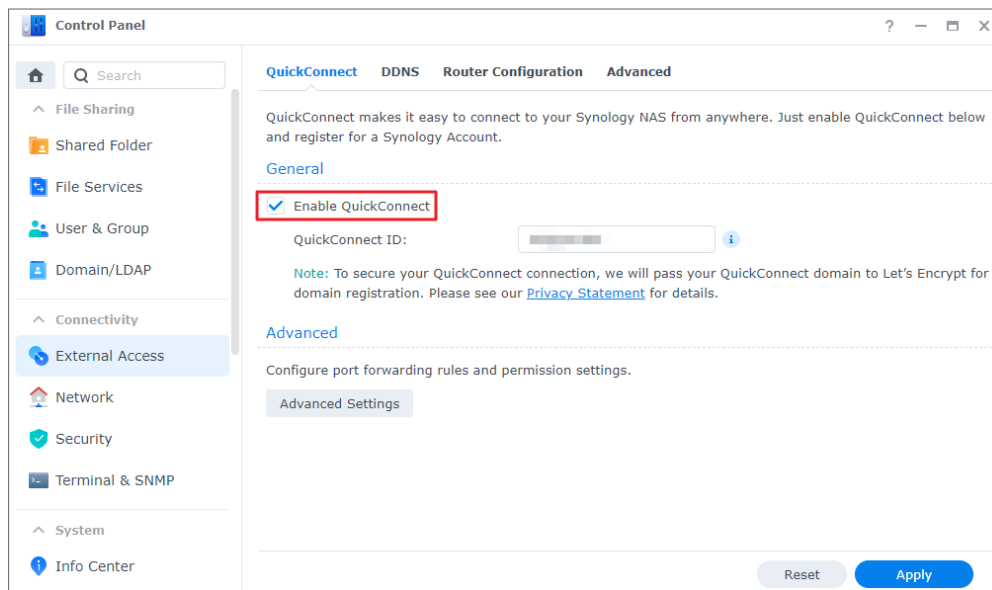 Control Panel
?
Search
File Sharing
Shared Folder
File Services
User & Group
Domain/LDAP
Connectivity
External Access
Network
Security
Terminal & SNMP
System
Info Center
QuickConnect DDNS Router Configuration Advanced
QuickConnect makes it easy to connect to your Synology NAS from anywhere. Just enable QuickConnect below
and register for a Synology Account.
General
Enable QuickConnect
QuickConnect ID:
Note: To secure your QuickConnect connection, we will pass your QuickConnect domain to Let's Encrypt for
domain registration. Please see our Privacy Statement for details.
Advanced
Configure port forwarding rules and permission settings.
Advanced Settings
Reset Apply